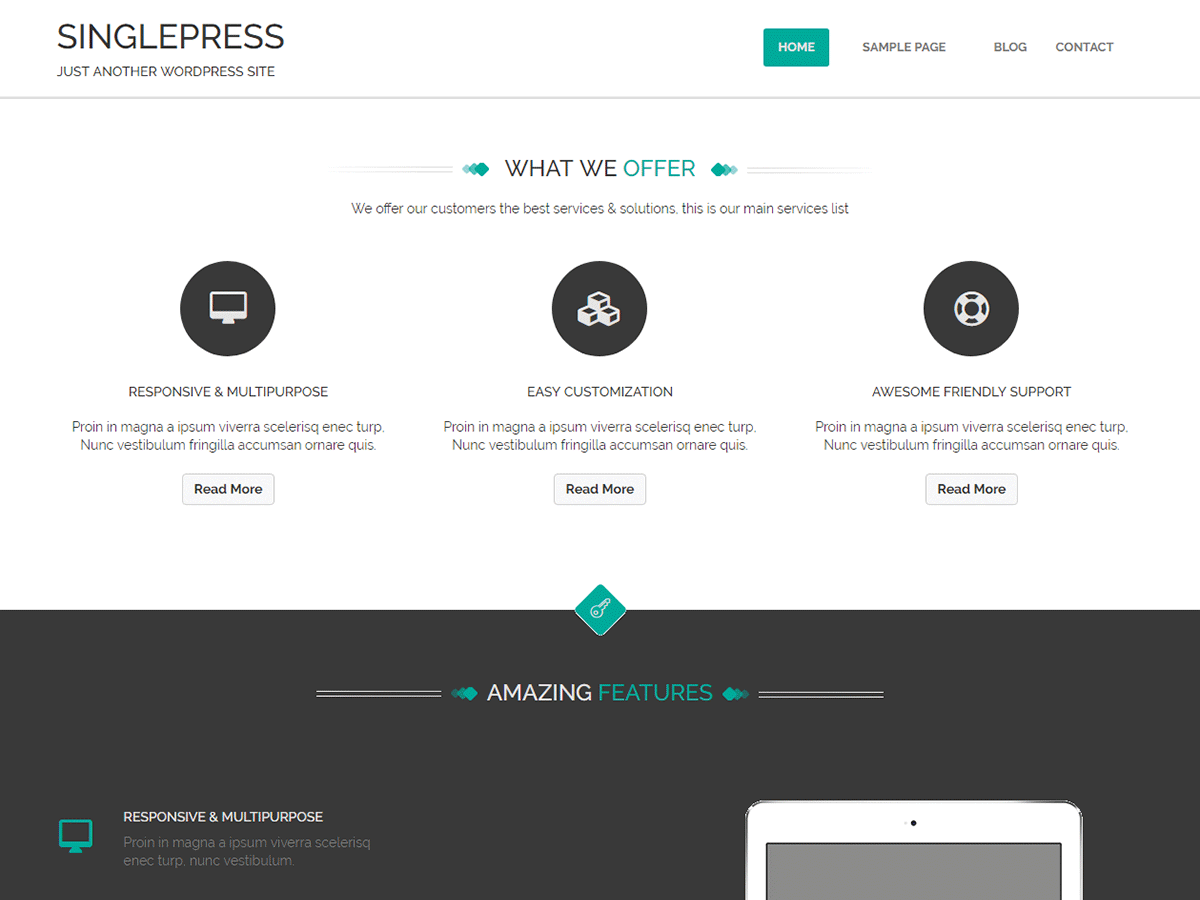 SINGLEPRESS
JUST ANOTHER WORDPRESS SITE
HOME SAMPLE PAGE BLOG CONTACT
WHAT WE OFFER
We offer our customers the best services & solutions, this is our main services list
RESPONSIVE & MULTIPURPOSE
Proin in magna a ipsum viverra scelerisq enec turp,
Nunc vestibulum fringilla accumsan ornare quis.
Read More
EASY CUSTOMIZATION
Proin in magna a ipsum viverra scelerisq enec turp,
Nunc vestibulum fringilla accumsan ornare quis.
Read More
AWESOME FRIENDLY SUPPORT
Proin in magna a ipsum viverra scelerisq enec turp,
Nunc vestibulum fringilla accumsan ornare quis.
Read More
AMAZING FEATURES
RESPONSIVE & MULTIPURPOSE
Proin in magna a ipsum viverra scelerisq
enec turp, nunc vestibulum.